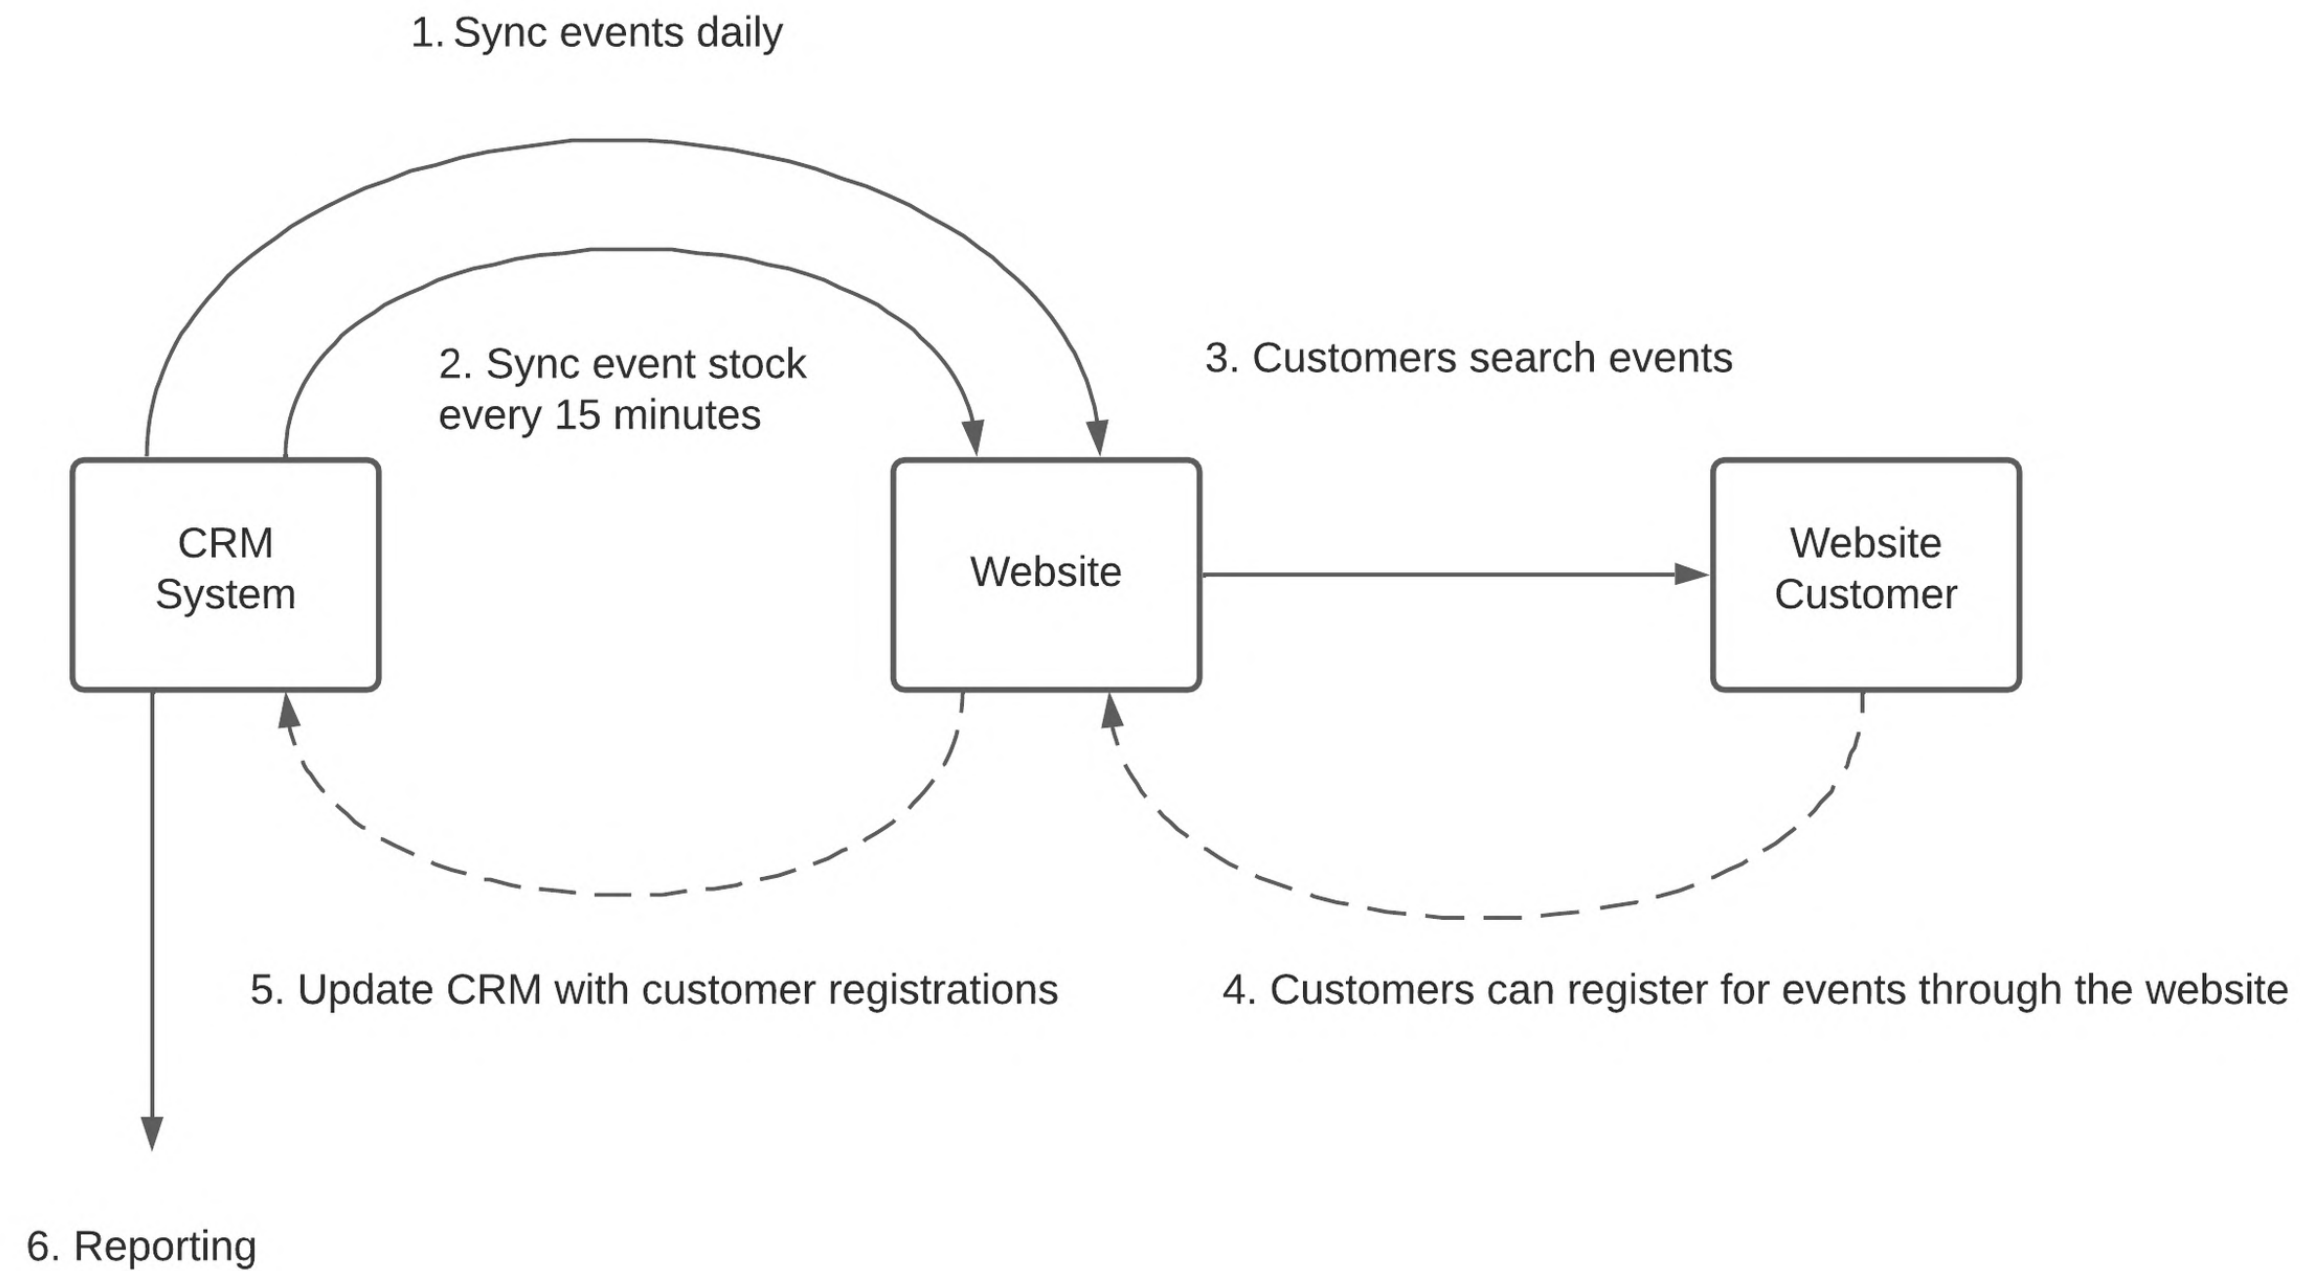 1. Sync events daily
2. Sync event stock
every 15 minutes
3. Customers search events
CRM
System
Website
Website
Customer
5. Update CRM with customer registrations
4. Customers can register for events through the website
6. Reporting